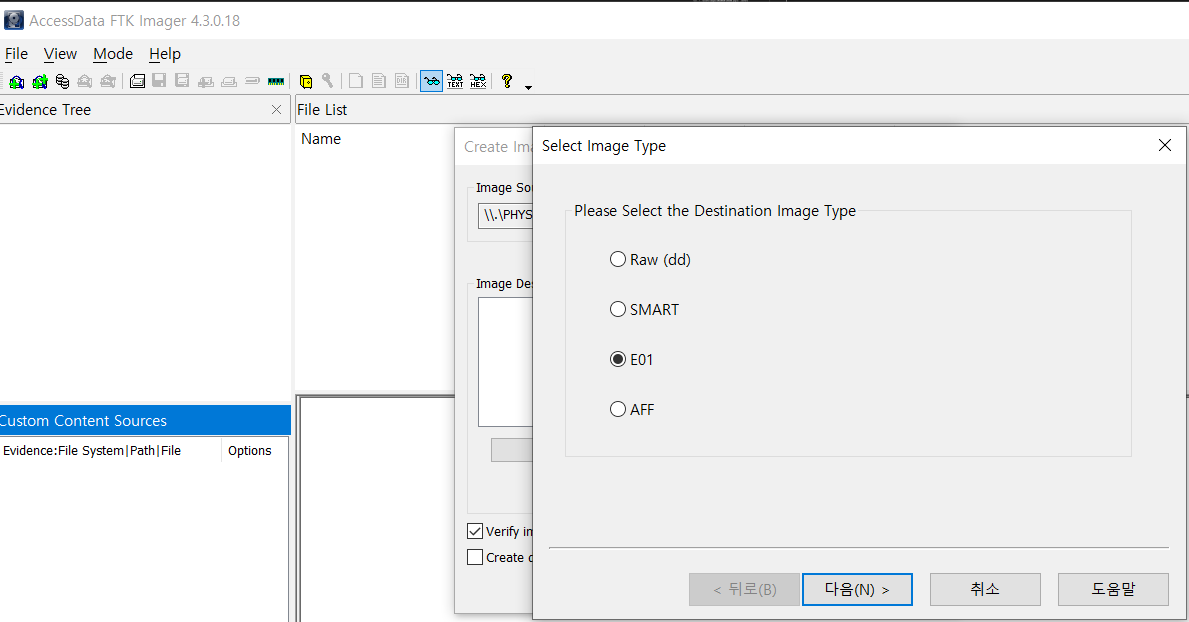 AccessData FTK Imager 4.3.0.18
File View Mode Help
TEXT HEX
Evidence Tree
File List
Name
Create Ima
Select Image Type
Image Sou
\\.\PHYS
Please Select the Destination Image Type
Raw (dd)
Image Des
SMART
E01
AFF
Custom Content Sources
Evidence:File System|Path|File Options
Verify im
Create d
< 뒤로(B) 다음(N) > 취소 도움말